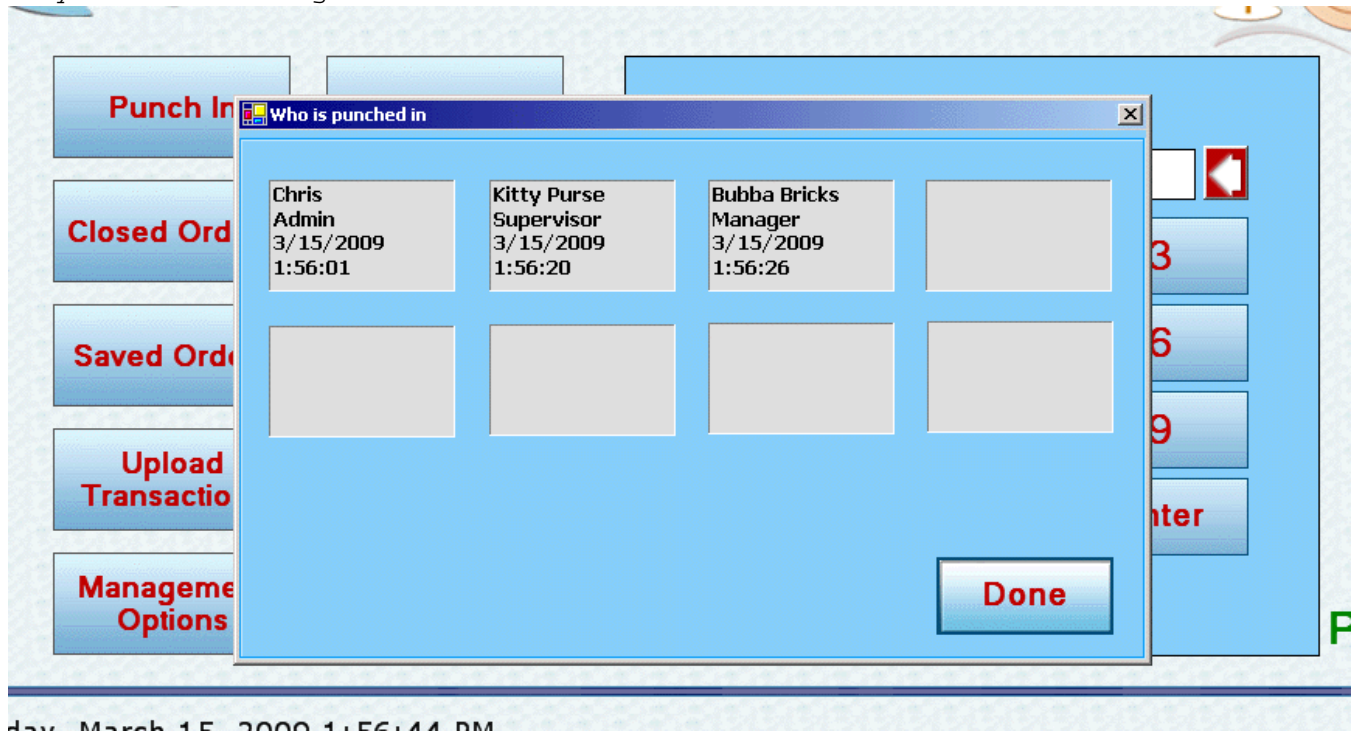 Punch In
Who is punched in
Chris
Admin
3/15/2009
1:56:01
Kitty Purse
Supervisor
3/15/2009
1:56:20
Bubba Bricks
Manager
3/15/2009
1:56:26
Closed Ord
Saved Orde
Upload
Transactio
Manageme
Options
3
6
9
nter
Done
P
day, March 15, 2009 1:56:44 PM